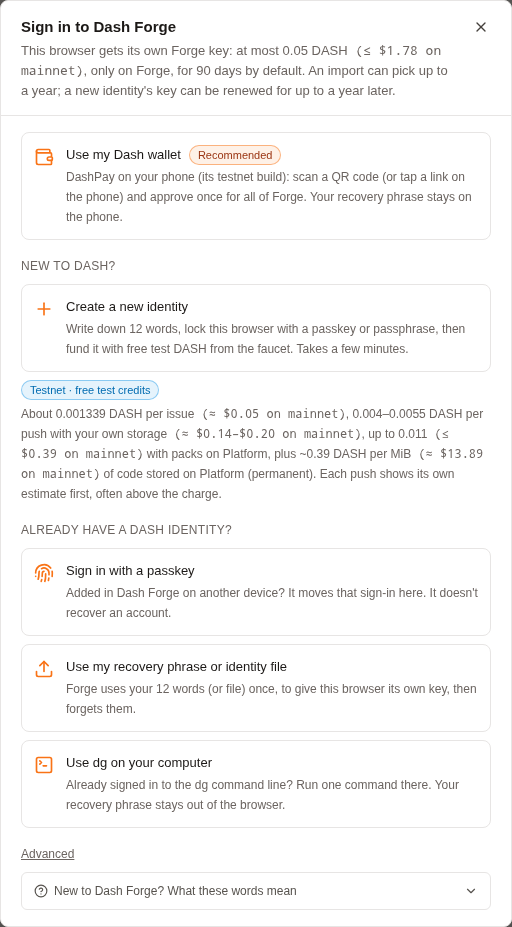 Sign in to Dash Forge
This browser gets its own Forge key: at most 0.05 DASH (≤ $1.78 on
mainnet), only on Forge, for 90 days by default. An import can pick up to
a year; a new identity's key can be renewed for up to a year later.
Use my Dash wallet Recommended
DashPay on your phone (its testnet build): scan a QR code (or tap a link on
the phone) and approve once for all of Forge. Your recovery phrase stays on
the phone.
NEW TO DASH?
Create a new identity
Write down 12 words, lock this browser with a passkey or passphrase, then
fund it with free test DASH from the faucet. Takes a few minutes.
Testnet · free test credits
About 0.001339 DASH per issue (≈ $0.05 on mainnet), 0.004–0.0055 DASH per
push with your own storage (≈ $0.14–$0.20 on mainnet), up to 0.011 (≤
$0.39 on mainnet) with packs on Platform, plus ~0.39 DASH per MiB (≈ $13.89
on mainnet) of code stored on Platform (permanent). Each push shows its own
estimate first, often above the charge.
ALREADY HAVE A DASH IDENTITY?
Sign in with a passkey
Added in Dash Forge on another device? It moves that sign-in here. It doesn't
recover an account.
Use my recovery phrase or identity file
Forge uses your 12 words (or file) once, to give this browser its own key, then
forgets them.
Use dg on your computer
Already signed in to the dg command line? Run one command there. Your
recovery phrase stays out of the browser.
Advanced
New to Dash Forge? What these words mean